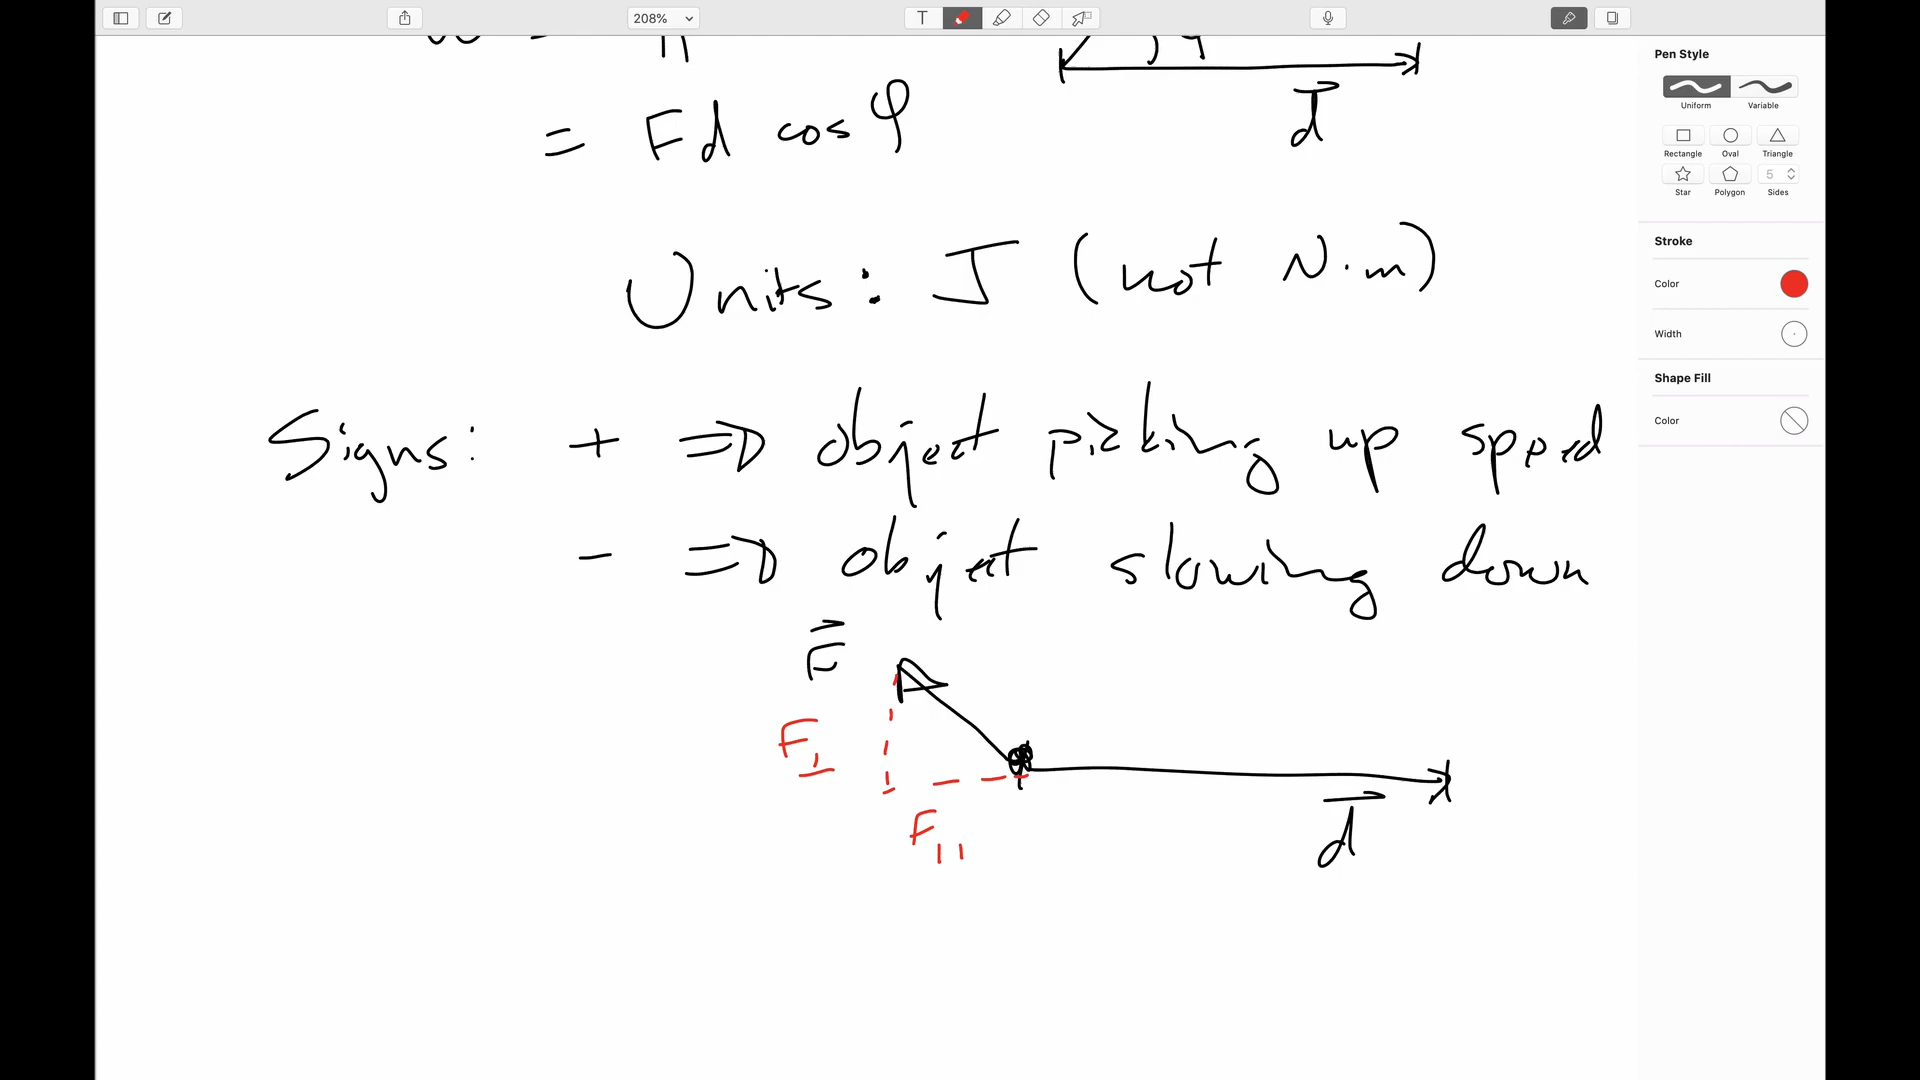 208%
T
Pen Style
Uniform
Variable
Rectangle
Oval
Triangle
5
Star
Polygon
Sides
Stroke
Color
Width
Shape Fill
Color
= Fd cos φ
d
Units: J (not N·m)
Signs: + ⇒ object picking up speed
- ⇒ object slowing down
F
F⊥
F||
d